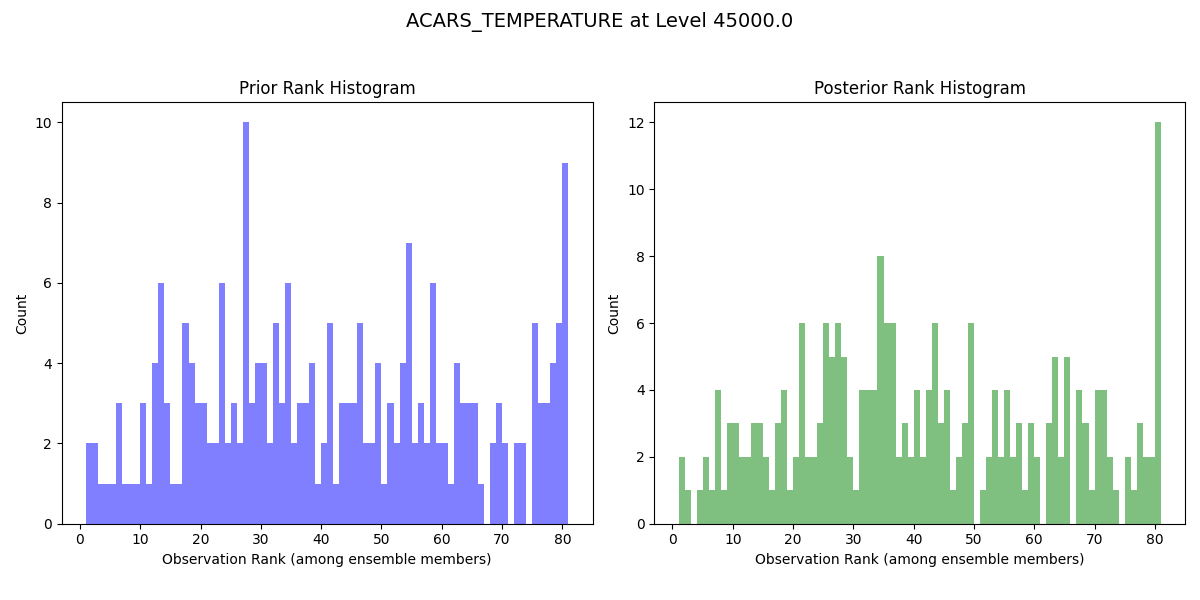 ACARS_TEMPERATURE at Level 45000.0
Prior Rank Histogram
Posterior Rank Histogram
10
8
6
4
2
0
Count
0 10 20 30 40 50 60 70 80
Observation Rank (among ensemble members)
12
10
8
6
4
2
0
Count
0 10 20 30 40 50 60 70 80
Observation Rank (among ensemble members)